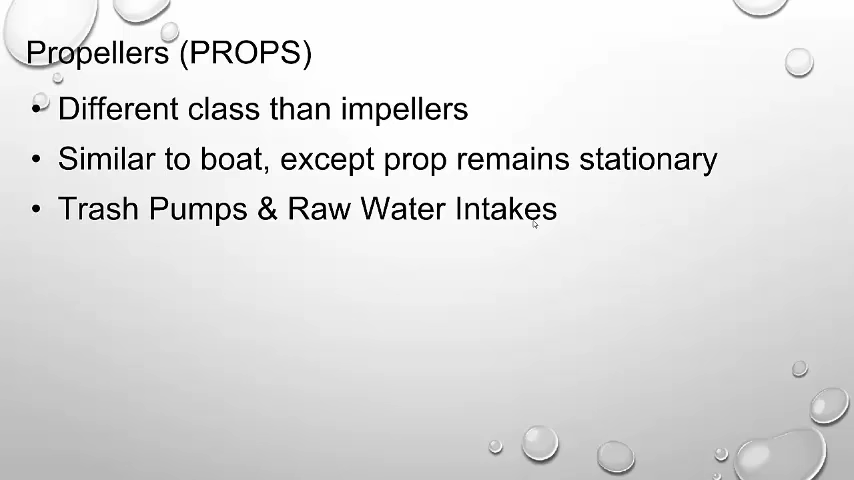 Propellers (PROPS)
• Different class than impellers
• Similar to boat, except prop remains stationary
• Trash Pumps & Raw Water Intakes